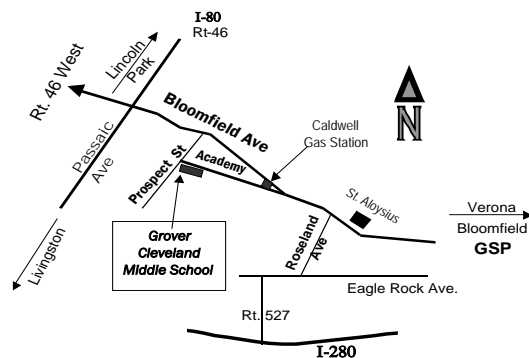 I-80
Rt-46
Lincoln
Park
Rt. 46 West
Bloomfield Ave
Passaic
Ave
Prospect St
Academy
Caldwell
Gas Station
N
St. Aloysius
Verona
Bloomfield
GSP
Livingston
Grover
Cleveland
Middle School
Roseland
Ave
Eagle Rock Ave.
Rt. 527
I-280